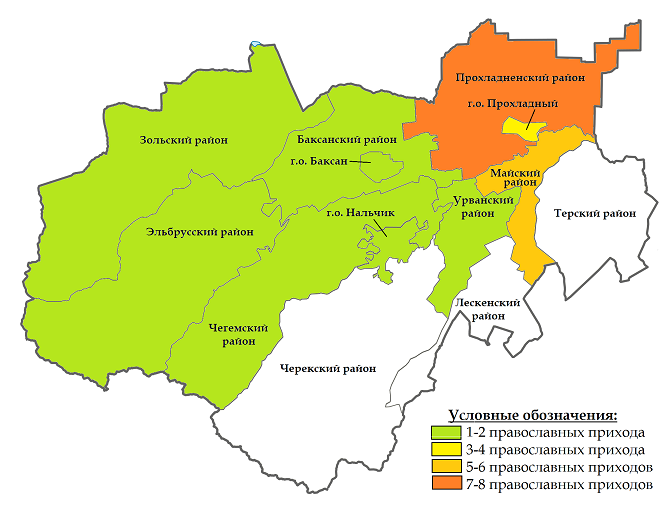 Прохладненский район
г.о. Прохладный
Зольский район
Баксанский район
г.о. Баксан
Майский
район
Урванский
район
г.о. Нальчик
Терский район
Эльбрусский район
Лескенский
район
Чегемский
район
Черекский район
Условные обозначения:
1-2 православных прихода
3-4 православных прихода
5-6 православных приходов
7-8 православных приходов